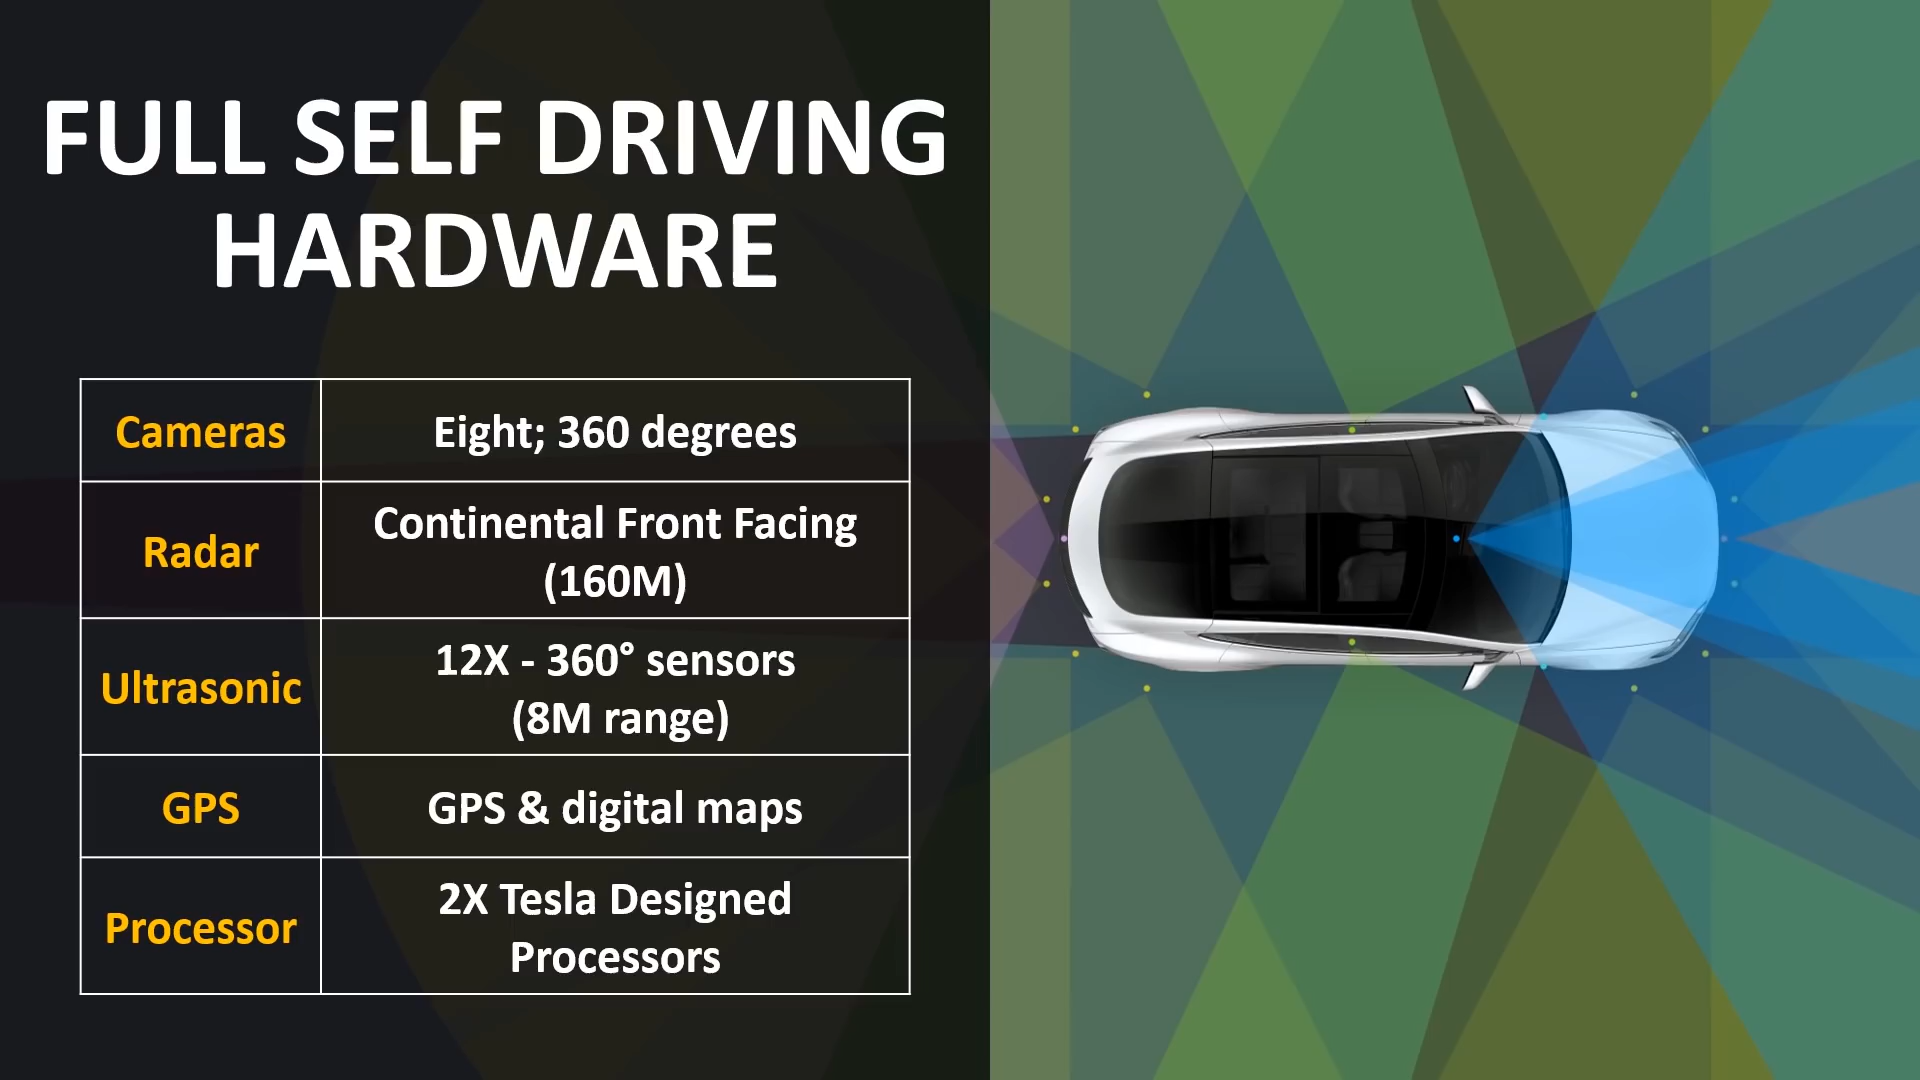 FULL SELF DRIVING
HARDWARE
Cameras
Eight; 360 degrees
Radar
Continental Front Facing
(160M)
Ultrasonic
12X - 360° sensors
(8M range)
GPS
GPS & digital maps
Processor
2X Tesla Designed
Processors